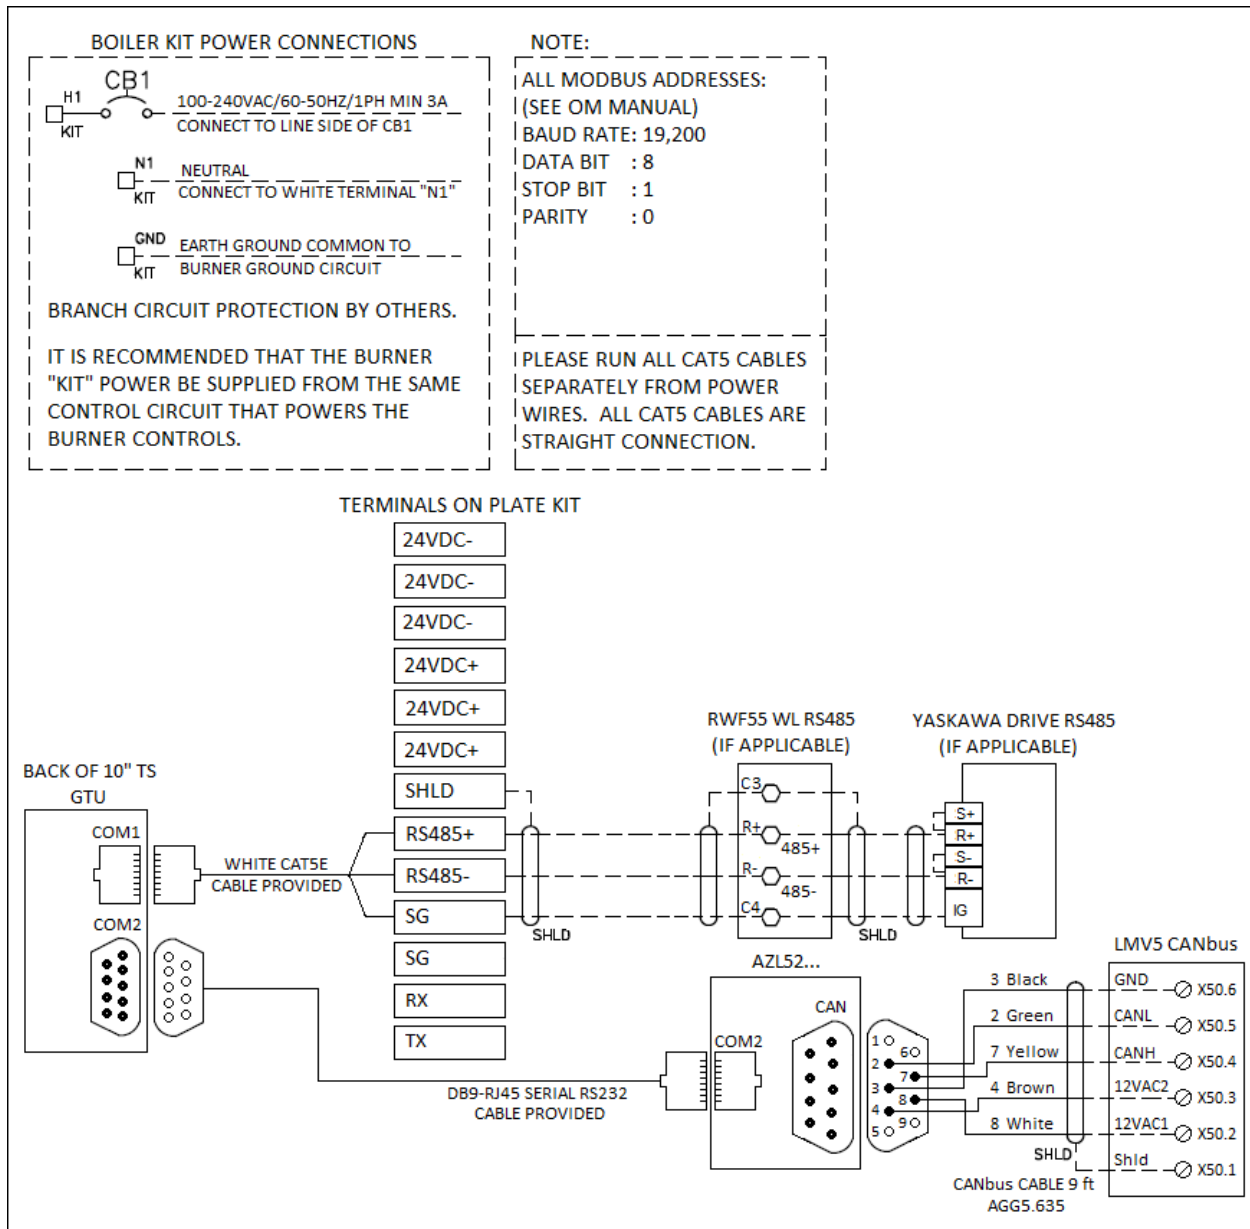 BOILER KIT POWER CONNECTIONS
CB1
H1
KIT
100-240VAC/60-50HZ/1PH MIN 3A
CONNECT TO LINE SIDE OF CB1
N1
KIT
NEUTRAL
CONNECT TO WHITE TERMINAL "N1"
GND
KIT
EARTH GROUND COMMON TO
BURNER GROUND CIRCUIT
BRANCH CIRCUIT PROTECTION BY OTHERS.
IT IS RECOMMENDED THAT THE BURNER
"KIT" POWER BE SUPPLIED FROM THE SAME
CONTROL CIRCUIT THAT POWERS THE
BURNER CONTROLS.
NOTE:
ALL MODBUS ADDRESSES:
(SEE OM MANUAL)
BAUD RATE: 19,200
DATA BIT : 8
STOP BIT : 1
PARITY : 0
PLEASE RUN ALL CAT5 CABLES
SEPARATELY FROM POWER
WIRES. ALL CAT5 CABLES ARE
STRAIGHT CONNECTION.
TERMINALS ON PLATE KIT
24VDC-
24VDC-
24VDC-
24VDC+
24VDC+
24VDC+
SHLD
RS485+
RS485-
SG
SG
RX
TX
BACK OF 10" TS
GTU
COM1
COM2
WHITE CAT5E
CABLE PROVIDED
SHLD
RWF55 WL RS485
(IF APPLICABLE)
C3
R+
485+
R-
485-
C4
SHLD
YASKAWA DRIVE RS485
(IF APPLICABLE)
S+
R+
S-
R-
IG
DB9-RJ45 SERIAL RS232
CABLE PROVIDED
AZL52...
CAN
COM2
1
6
2
7
3
8
4
9
5
3 Black
2 Green
7 Yellow
4 Brown
8 White
SHLD
CANbus CABLE 9 ft
AGG5.635
LMV5 CANbus
GND
X50.6
CANL
X50.5
CANH
X50.4
12VAC2
X50.3
12VAC1
X50.2
Shld
X50.1